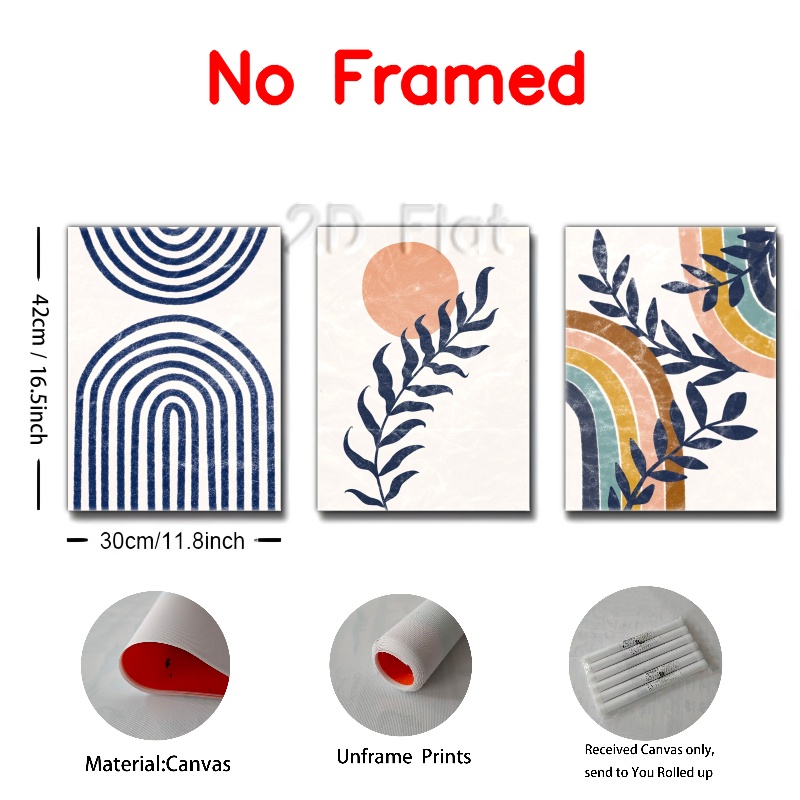 No Framed
2D Flat
42cm / 16.5inch
30cm/11.8inch
Material:Canvas
Unframe Prints
Received Canvas only,
send to You Rolled up